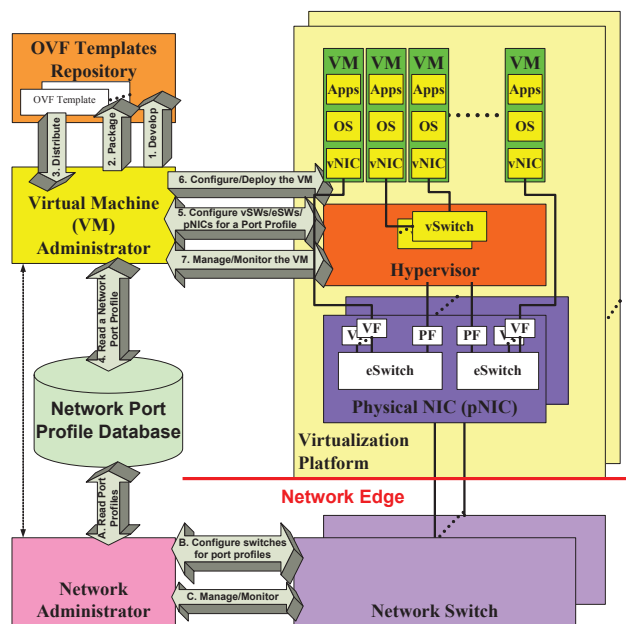 OVF Templates
Repository
OVF Template
3. Distribute
2. Package
1. Develop
Virtual Machine
(VM)
Administrator
6. Configure/Deploy the VM
5. Configure vSWs/eSWs/
pNICs for a Port Profile
7. Manage/Monitor the VM
4. Read a Network
Port Profile
Network Port
Profile Database
A. Read Port
Profiles
Network
Administrator
B. Configure switches
for port profiles
C. Manage/Monitor
VM
Apps
OS
vNIC
VM
Apps
OS
vNIC
VM
Apps
OS
vNIC
VM
Apps
OS
vNIC
vSwitch
Hypervisor
VF
PF
PF
VF
eSwitch
eSwitch
Physical NIC (pNIC)
Virtualization
Platform
Network Edge
Network Switch